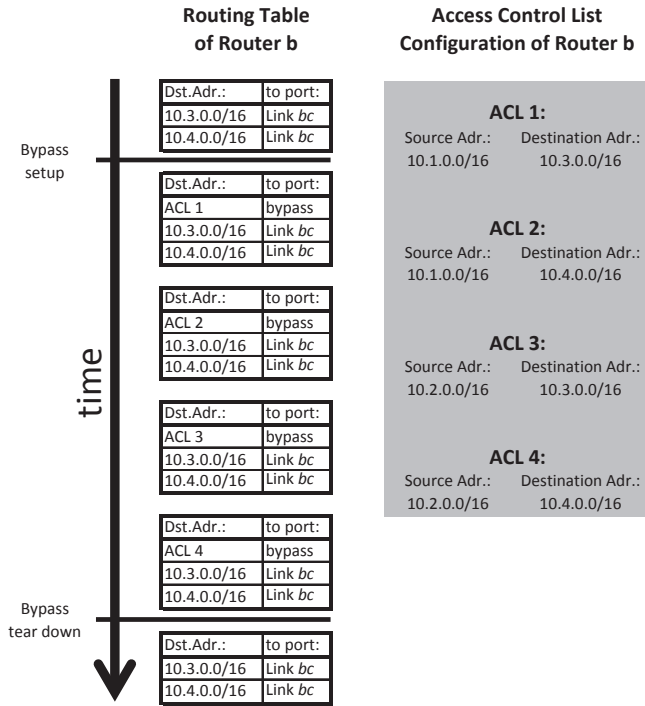 Routing Table
of Router b
Access Control List
Configuration of Router b
time
Bypass
setup
Bypass
tear down
Dst.Adr.: to port:
10.3.0.0/16 Link bc
10.4.0.0/16 Link bc
Dst.Adr.: to port:
ACL 1 bypass
10.3.0.0/16 Link bc
10.4.0.0/16 Link bc
Dst.Adr.: to port:
ACL 2 bypass
10.3.0.0/16 Link bc
10.4.0.0/16 Link bc
Dst.Adr.: to port:
ACL 3 bypass
10.3.0.0/16 Link bc
10.4.0.0/16 Link bc
Dst.Adr.: to port:
ACL 4 bypass
10.3.0.0/16 Link bc
10.4.0.0/16 Link bc
Dst.Adr.: to port:
10.3.0.0/16 Link bc
10.4.0.0/16 Link bc
ACL 1:
Source Adr.: Destination Adr.:
10.1.0.0/16 10.3.0.0/16
ACL 2:
Source Adr.: Destination Adr.:
10.1.0.0/16 10.4.0.0/16
ACL 3:
Source Adr.: Destination Adr.:
10.2.0.0/16 10.3.0.0/16
ACL 4:
Source Adr.: Destination Adr.:
10.2.0.0/16 10.4.0.0/16